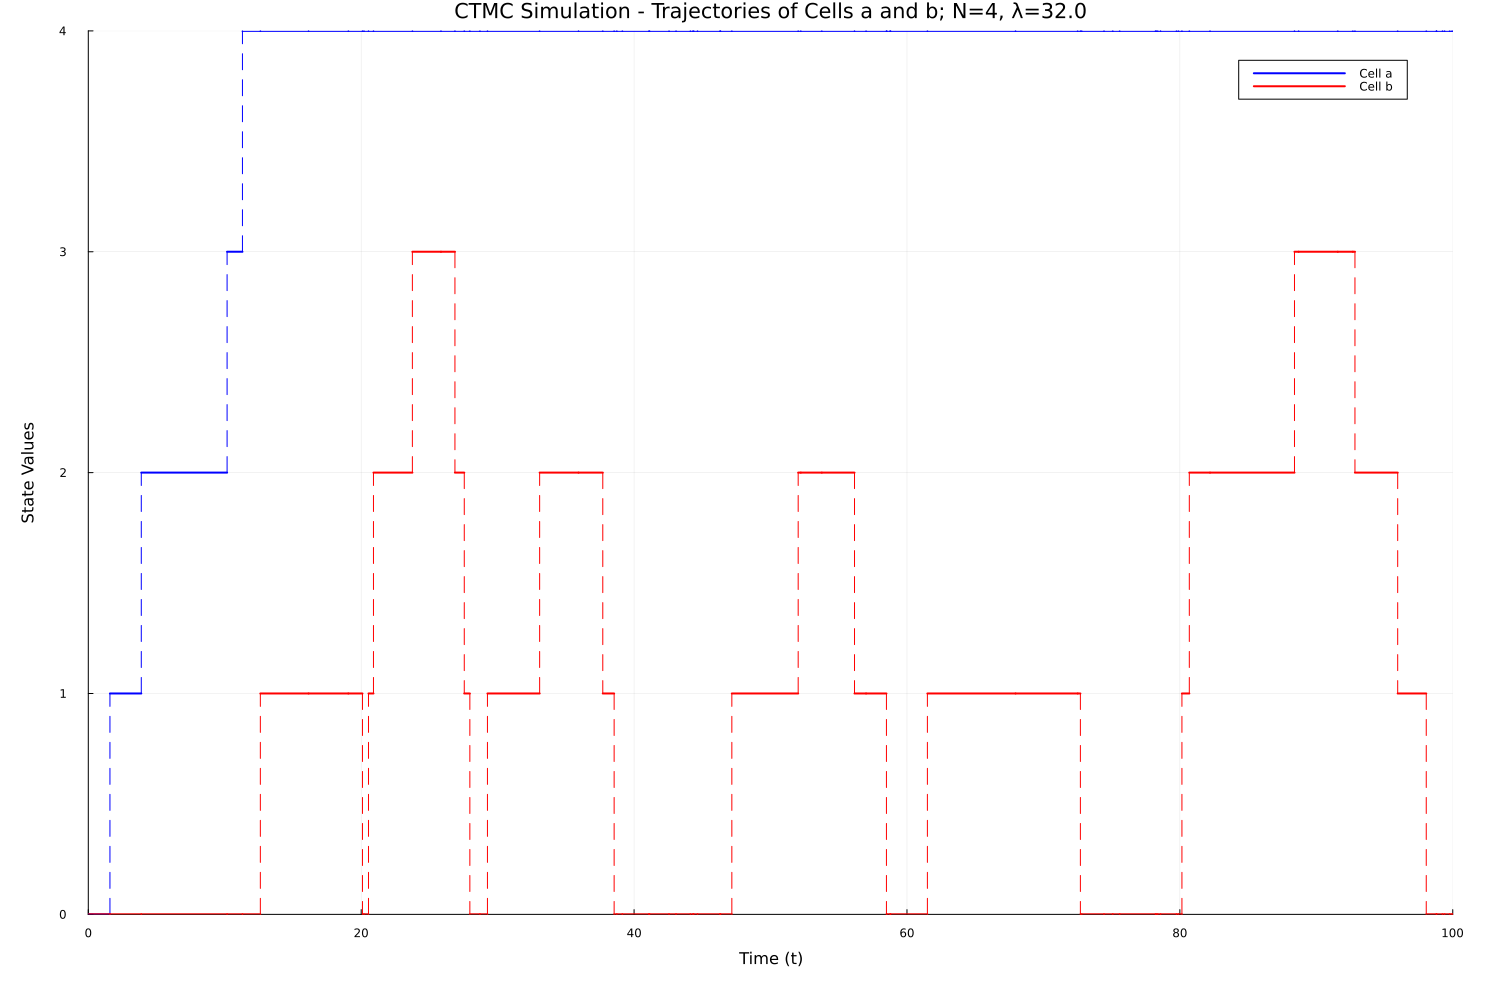 CTMC Simulation - Trajectories of Cells a and b; N=4, λ=32.0
4
Cell a
Cell b
3
State Values
2
1
0
0 20 40 60 80 100
Time (t)